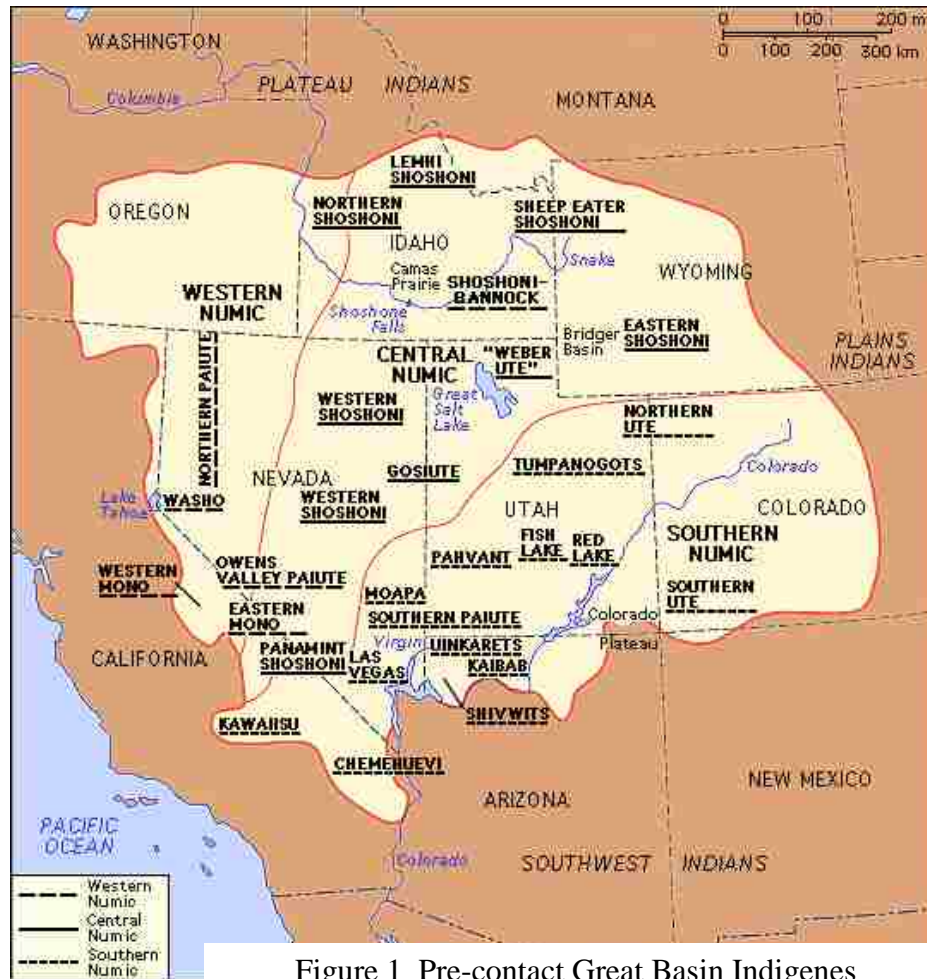 0 100 200 m
0 100 200 300 km
WASHINGTON
PLATEAU INDIANS
Columbia
MONTANA
LEMHI
SHOSHONI
OREGON
NORTHERN
SHOSHONI
SHEEP EATER
SHOSHONI
IDAHO
Camas
Prairie
Snake
WYOMING
SHOSHONI-
BANNOCK
WESTERN
NUMIC
Shoshone
Falls
Bridger
Basin
EASTERN
SHOSHONI
PLAINS
INDIANS
NORTHERN PAIUTE
CENTRAL
NUMIC
"WEBER
UTE"
Great
Salt
Lake
WESTERN
SHOSHONI
NORTHERN
UTE
GOSIUTE
TUMPANOGOTS
Colorado
NEVADA
Lake
Tahoe
WASHO
WESTERN
SHOSHONI
UTAH
COLORADO
FISH
LAKE
RED
LAKE
PAHVANT
SOUTHERN
NUMIC
WESTERN
MONO
OWENS
VALLEY PAIUTE
MOAPA
SOUTHERN
UTE
EASTERN
MONO
SOUTHERN PAIUTE
Colorado
Plateau
Virgin
UINKARETS
CALIFORNIA
PANAMINT
SHOSHONI
LAS
VEGAS
KAIBAB
KAWAIISU
SHIVWITS
CHEMEHUEVI
ARIZONA
NEW MEXICO
PACIFIC
OCEAN
Colorado
SOUTHWEST INDIANS
Western
Numic
Central
Numic
Southern
Numic
Figure 1. Pre-contact Great Basin Indigenes